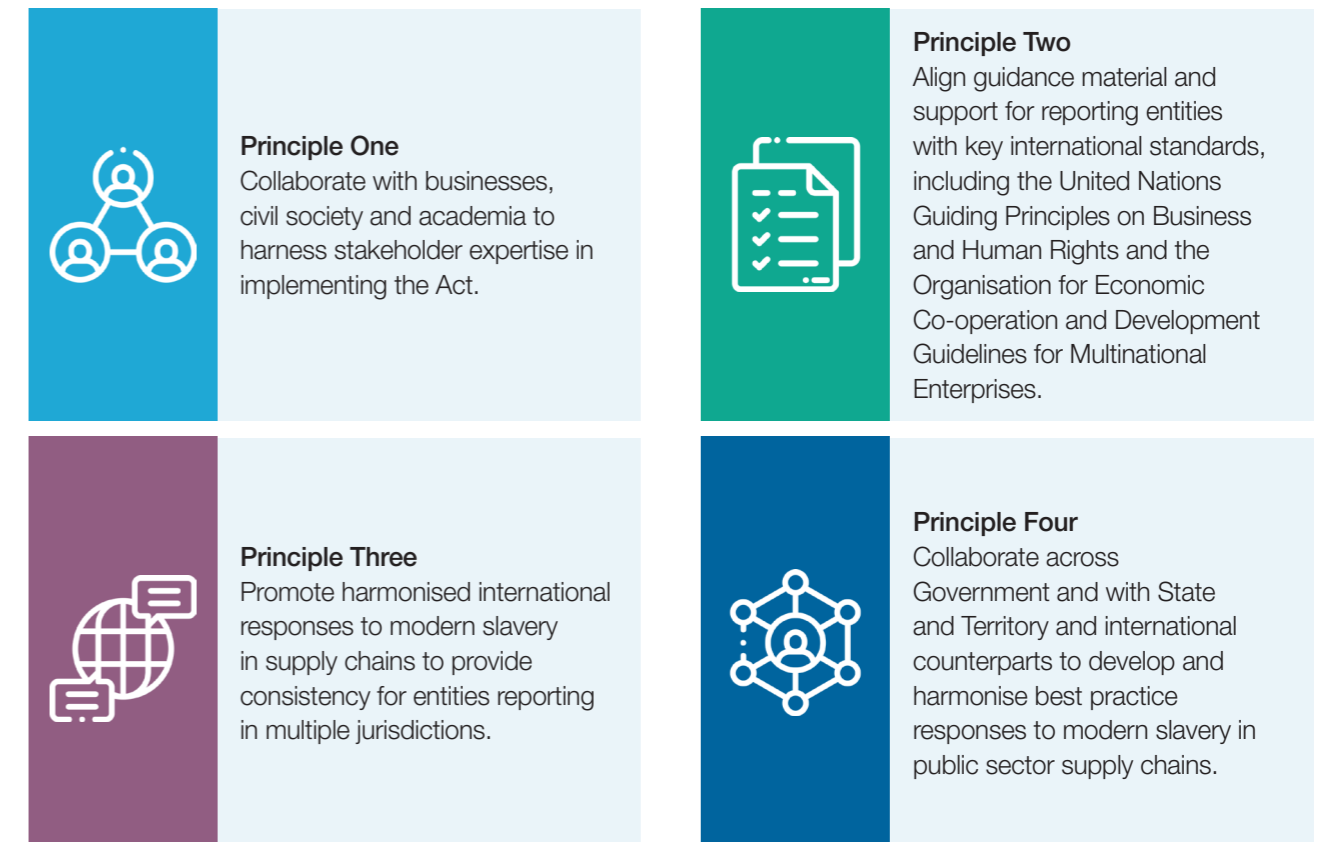 Principle One
Collaborate with businesses,
civil society and academia to
harness stakeholder expertise in
implementing the Act.
Principle Two
Align guidance material and
support for reporting entities
with key international standards,
including the United Nations
Guiding Principles on Business
and Human Rights and the
Organisation for Economic
Co-operation and Development
Guidelines for Multinational
Enterprises.
Principle Three
Promote harmonised international
responses to modern slavery
in supply chains to provide
consistency for entities reporting
in multiple jurisdictions.
Principle Four
Collaborate across
Government and with State
and Territory and international
counterparts to develop and
harmonise best practice
responses to modern slavery in
public sector supply chains.